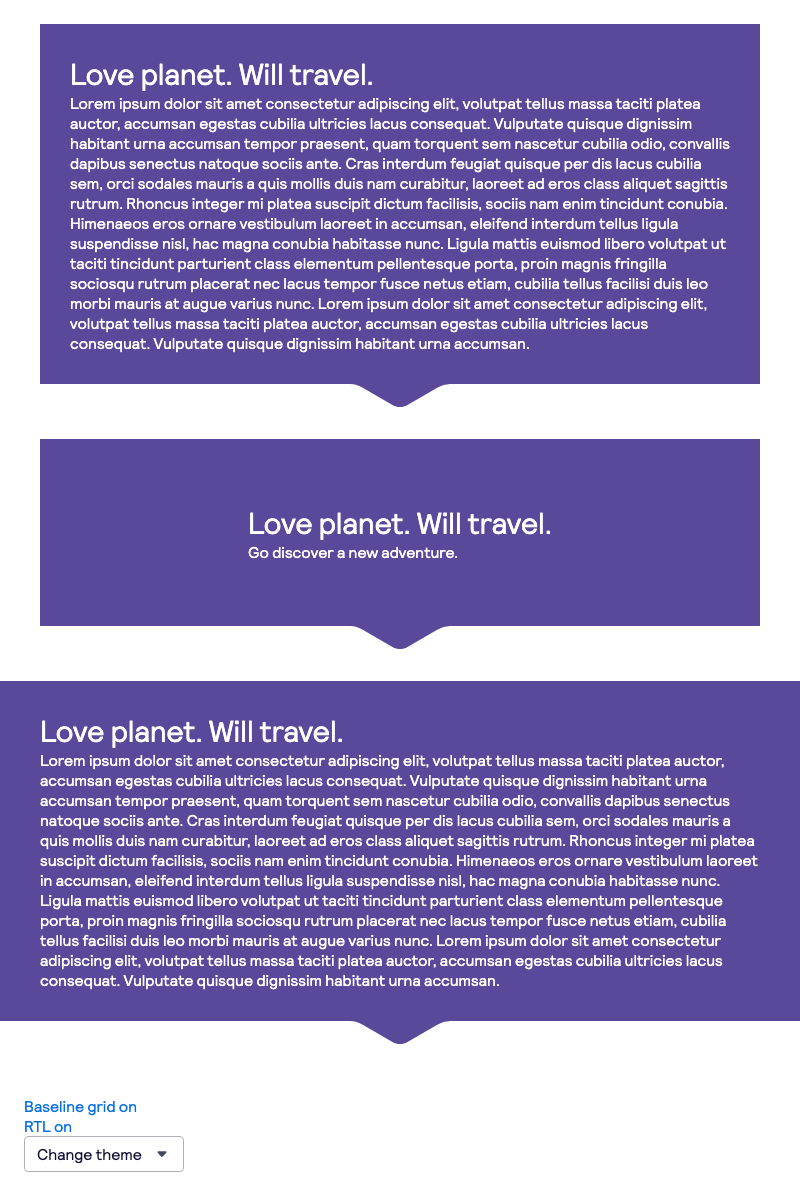 Love planet. Will travel.
Lorem ipsum dolor sit amet consectetur adipiscing elit, volutpat tellus massa taciti platea
auctor, accumsan egestas cubilia ultricies lacus consequat. Vulputate quisque dignissim
habitant urna accumsan tempor praesent, quam torquent sem nascetur cubilia odio, convallis
dapibus senectus natoque sociis ante. Cras interdum feugiat quisque per dis lacus cubilia
sem, orci sodales mauris a quis mollis duis nam curabitur, laoreet ad eros class aliquet sagittis
rutrum. Rhoncus integer mi platea suscipit dictum facilisis, sociis nam enim tincidunt conubia.
Himenaeos eros ornare vestibulum laoreet in accumsan, eleifend interdum tellus ligula
suspendisse nisl, hac magna conubia habitasse nunc. Ligula mattis euismod libero volutpat ut
taciti tincidunt parturient class elementum pellentesque porta, proin magnis fringilla
sociosqu rutrum placerat nec lacus tempor fusce netus etiam, cubilia tellus facilisi duis leo
morbi mauris at augue varius nunc. Lorem ipsum dolor sit amet consectetur adipiscing elit,
volutpat tellus massa taciti platea auctor, accumsan egestas cubilia ultricies lacus
consequat. Vulputate quisque dignissim habitant urna accumsan.
Love planet. Will travel.
Go discover a new adventure.
Love planet. Will travel.
Lorem ipsum dolor sit amet consectetur adipiscing elit, volutpat tellus massa taciti platea auctor,
accumsan egestas cubilia ultricies lacus consequat. Vulputate quisque dignissim habitant urna
accumsan tempor praesent, quam torquent sem nascetur cubilia odio, convallis dapibus senectus
natoque sociis ante. Cras interdum feugiat quisque per dis lacus cubilia sem, orci sodales mauris a
quis mollis duis nam curabitur, laoreet ad eros class aliquet sagittis rutrum. Rhoncus integer mi platea
suscipit dictum facilisis, sociis nam enim tincidunt conubia. Himenaeos eros ornare vestibulum laoreet
in accumsan, eleifend interdum tellus ligula suspendisse nisl, hac magna conubia habitasse nunc.
Ligula mattis euismod libero volutpat ut taciti tincidunt parturient class elementum pellentesque
porta, proin magnis fringilla sociosqu rutrum placerat nec lacus tempor fusce netus etiam, cubilia
tellus facilisi duis leo morbi mauris at augue varius nunc. Lorem ipsum dolor sit amet consectetur
adipiscing elit, volutpat tellus massa taciti platea auctor, accumsan egestas cubilia ultricies lacus
consequat. Vulputate quisque dignissim habitant urna accumsan.
Baseline grid on
RTL on
Change theme